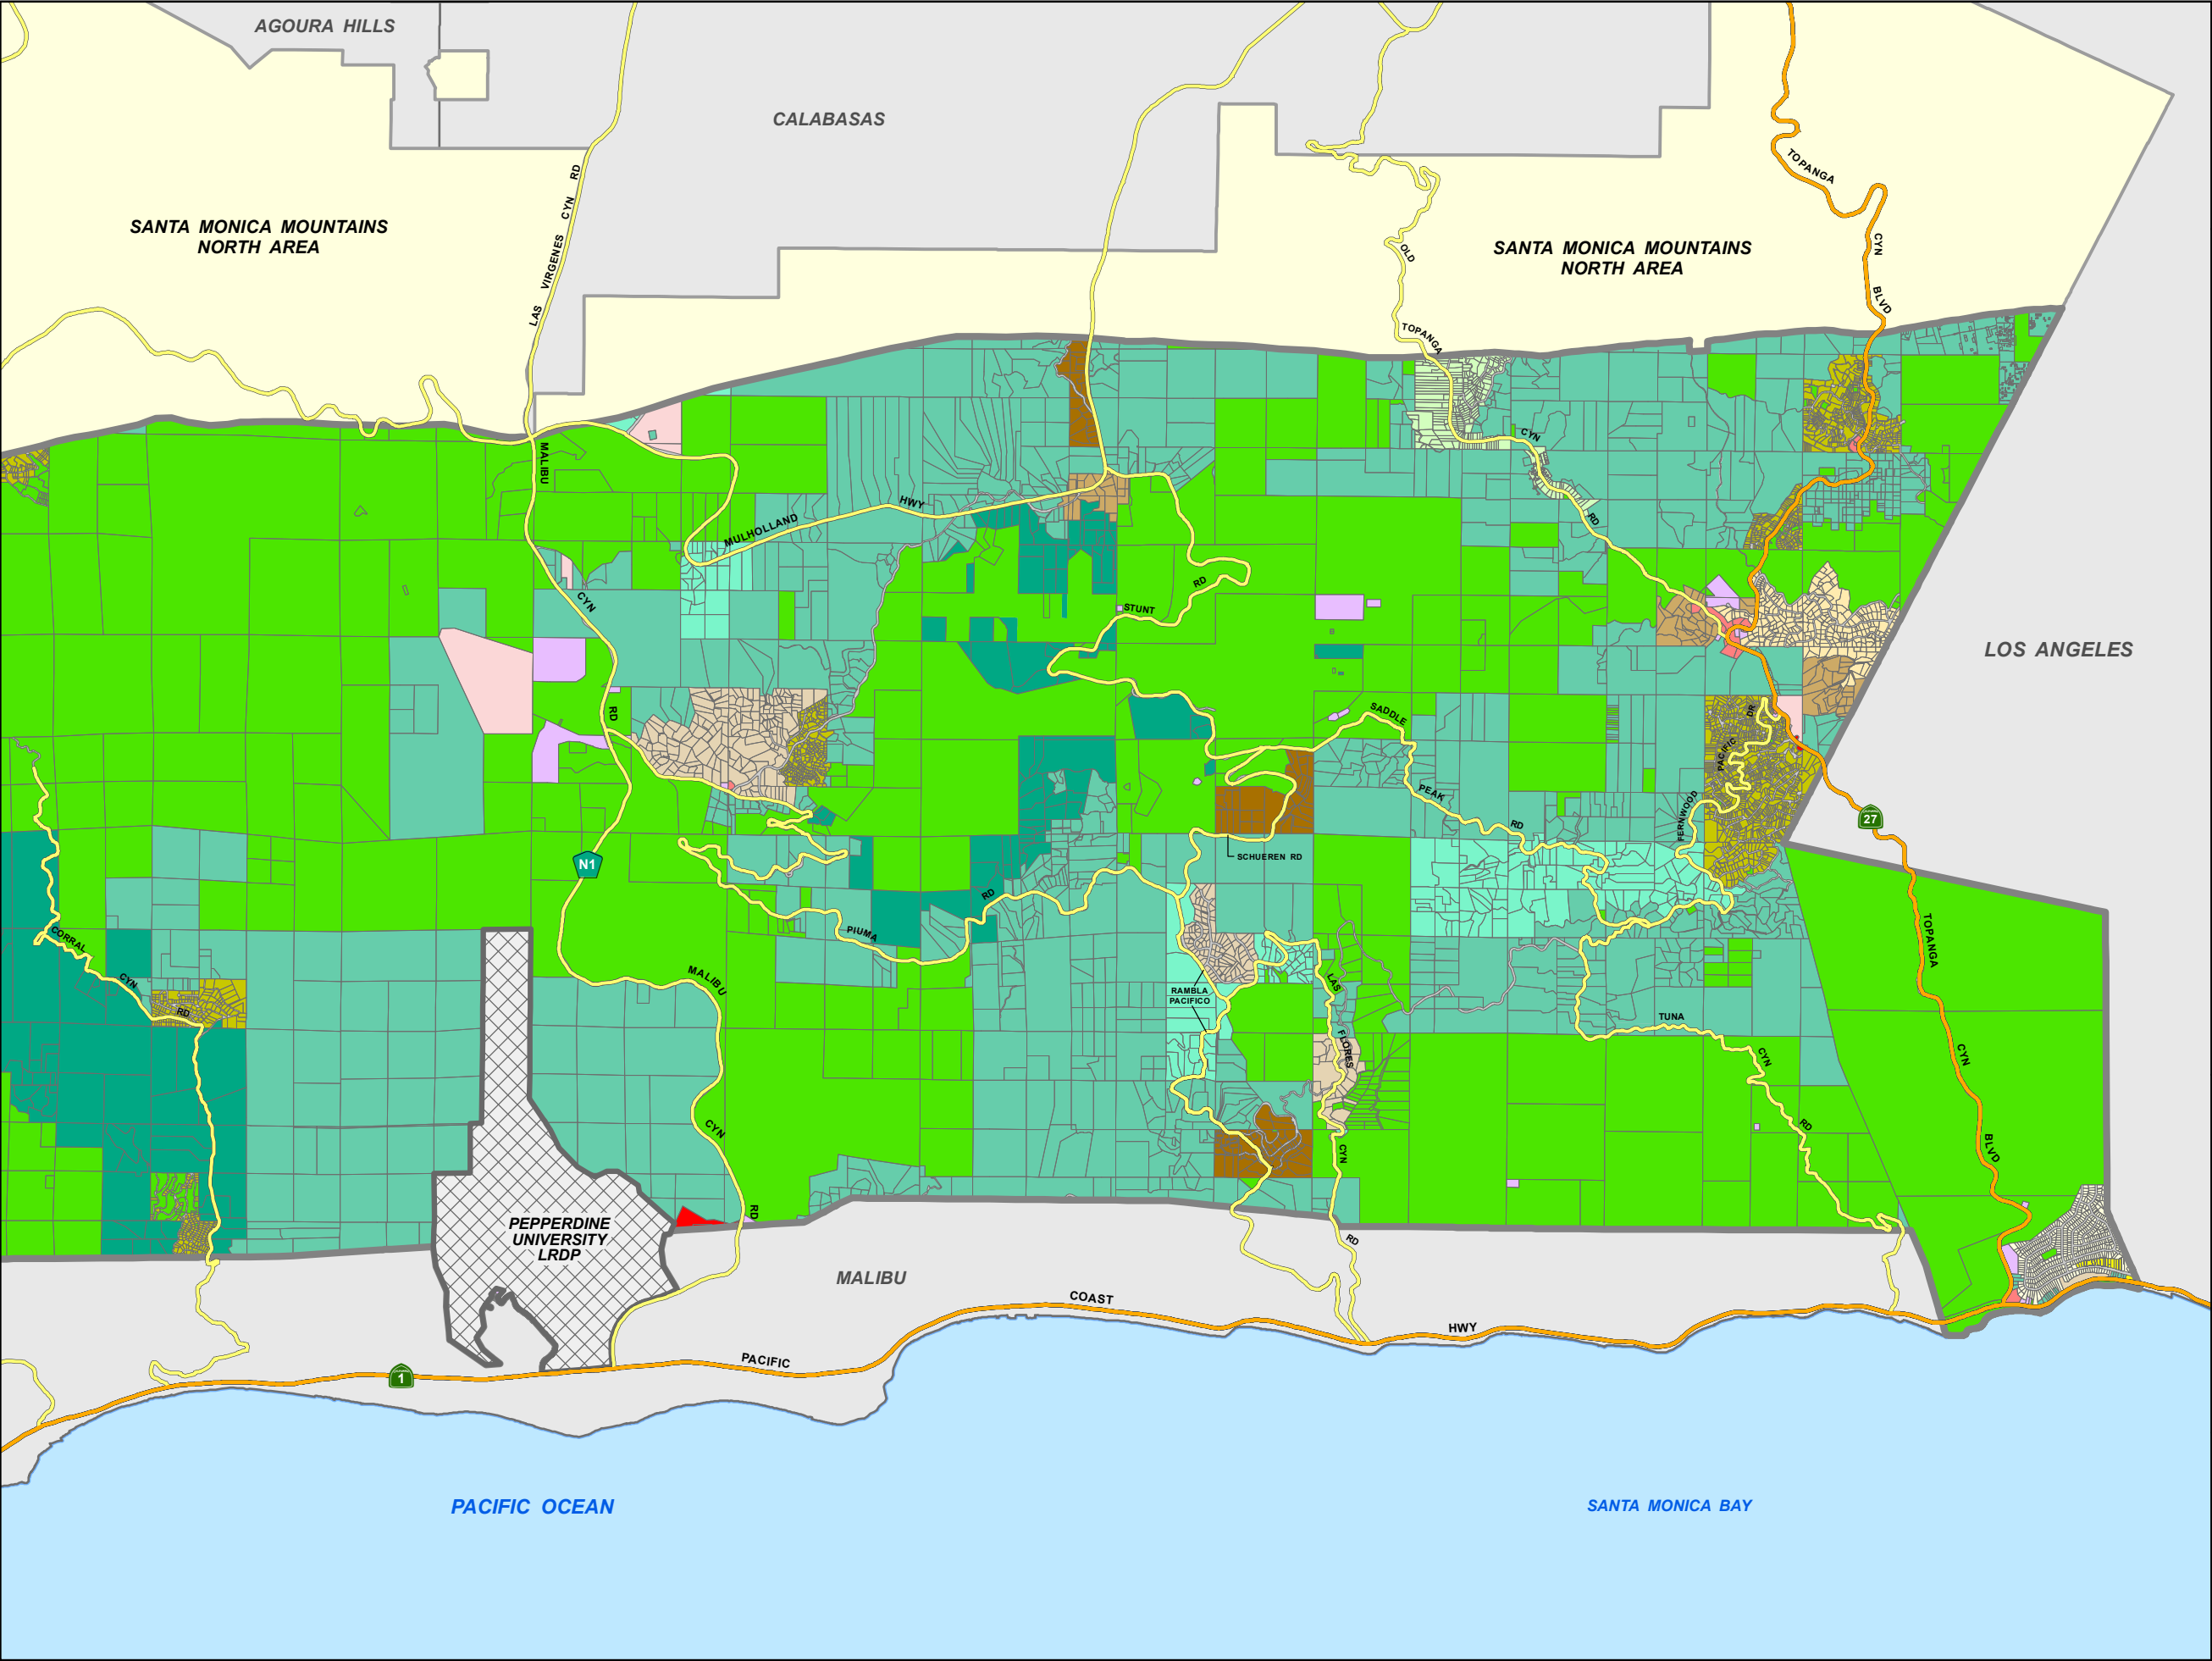 AGOURA HILLS
CALABASAS
SANTA MONICA MOUNTAINS
NORTH AREA
SANTA MONICA MOUNTAINS
NORTH AREA
LAS VIRGENES CYN RD
TOPANGA
CYN
BLVD
OLD
TOPANGA
CYN
RD
MALIBU
CYN
RD
MULHOLLAND
HWY
STUNT
RD
LOS ANGELES
SADDLE
PEAK
RD
DR
PACIFIC
FERNWOOD
27
N1
SCHUEREN RD
CORRAL
CYN
RD
PIUMA
RD
MALIBU
CYN
RD
RAMBLA
PACIFICO
LAS
FLORES
CYN
RD
TUNA
CYN
RD
TOPANGA
CYN
BLVD
PEPPERDINE
UNIVERSITY
LRDP
MALIBU
COAST
HWY
PACIFIC
1
PACIFIC OCEAN
SANTA MONICA BAY